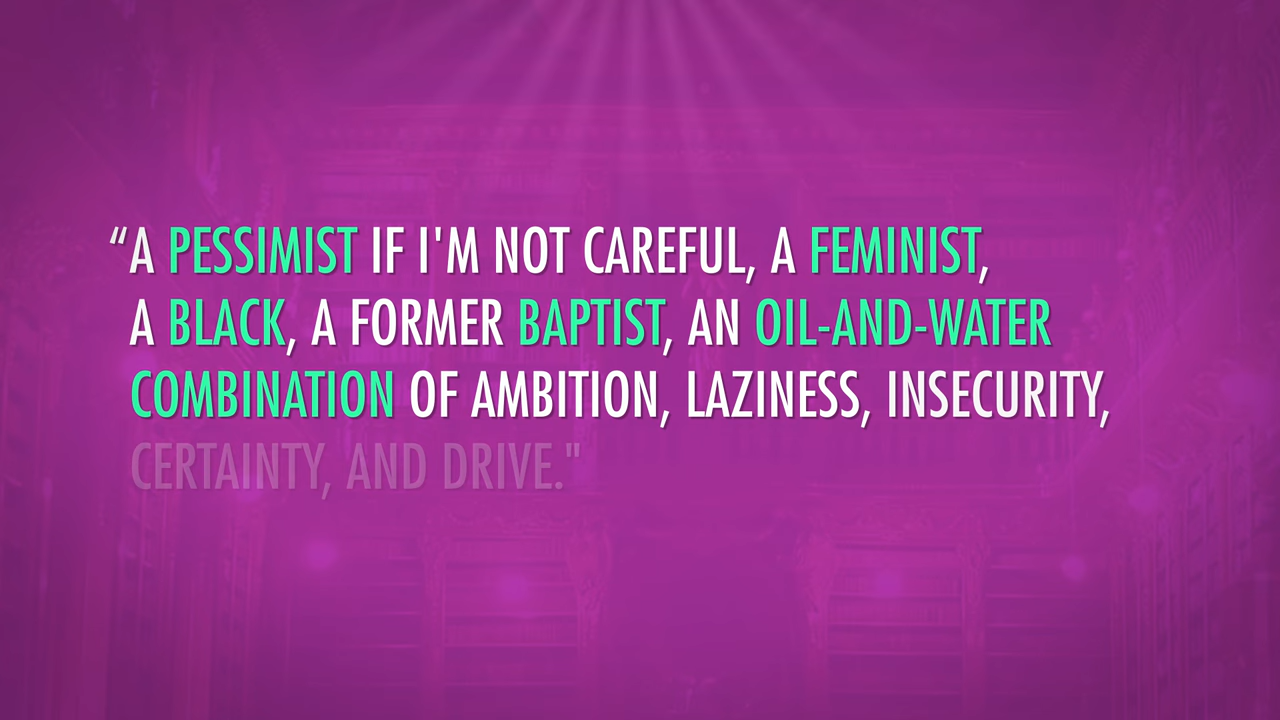 “A PESSIMIST IF I'M NOT CAREFUL, A FEMINIST,
A BLACK, A FORMER BAPTIST, AN OIL-AND-WATER
COMBINATION OF AMBITION, LAZINESS, INSECURITY,
CERTAINTY, AND DRIVE."